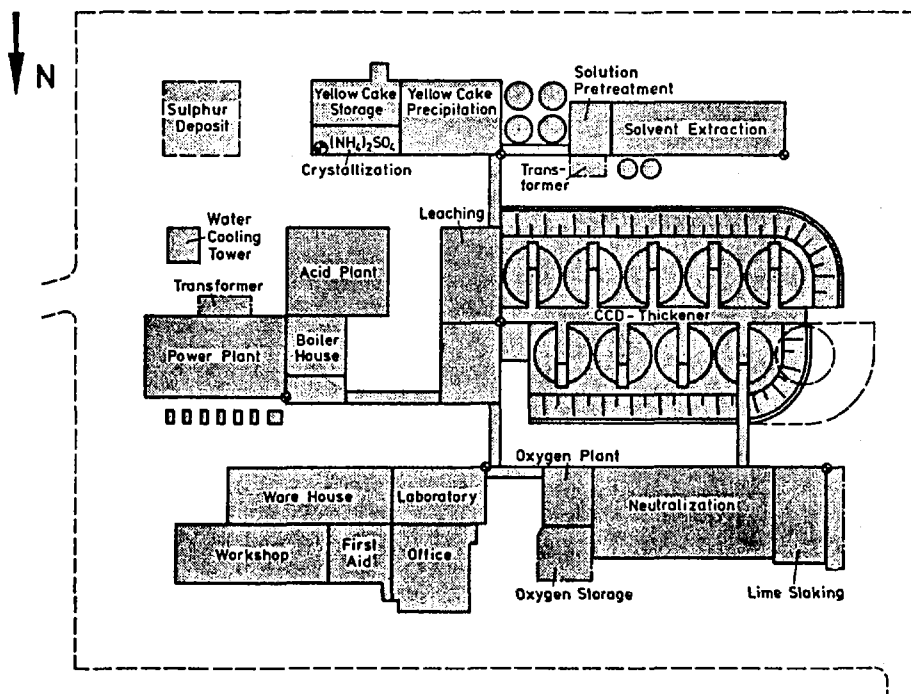 N
Sulphur
Deposit
Yellow Cake
Storage
Yellow Cake
Precipitation
(NH₄)₂SO₄
Crystallization
Solution
Pretreatment
Solvent Extraction
Trans-
former
Water
Cooling
Tower
Leaching
Acid Plant
Transformer
CCD-Thickener
Power Plant
Boiler
House
Oxygen Plant
Ware House
Laboratory
Neutralization
Workshop
First
Aid
Office
Oxygen Storage
Lime Slaking